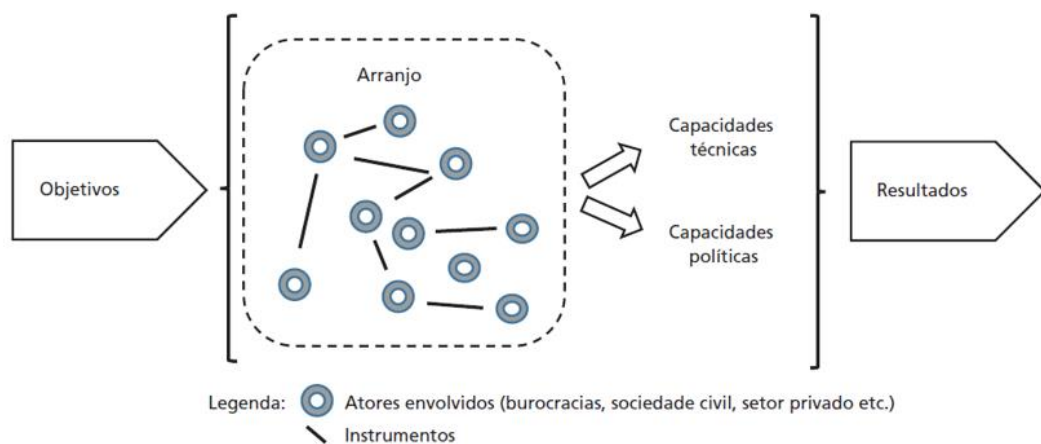 Arranjo
Objetivos
Capacidades
técnicas
Capacidades
políticas
Resultados
Legenda:
Atores envolvidos (burocracias, sociedade civil, setor privado etc.)
Instrumentos